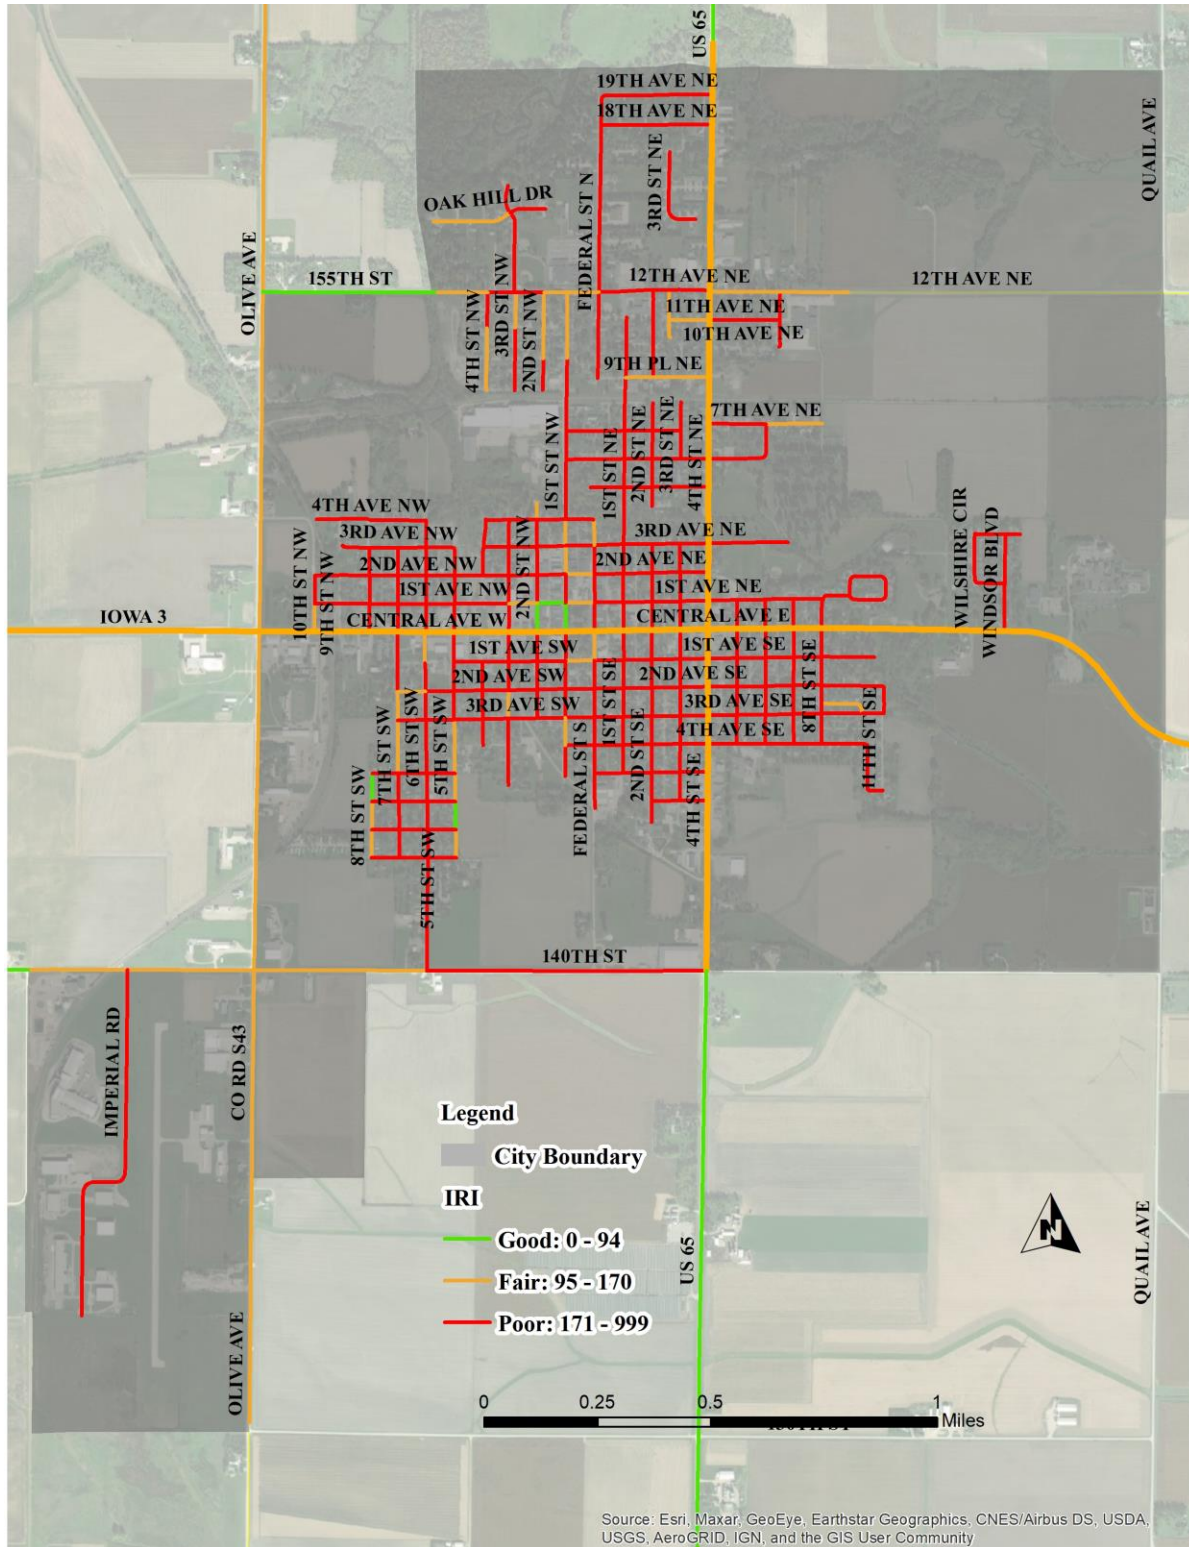 US 65
19TH AVE NE
18TH AVE NE
QUAIL AVE
3RD ST NE
OAK HILL DR
FEDERAL ST N
OLIVE AVE
155TH ST
12TH AVE NE
12TH AVE NE
4TH ST NW
3RD ST NW
2ND ST NW
11TH AVE NE
10TH AVE NE
9TH PL NE
7TH AVE NE
1ST ST NW
1ST ST NE
2ND ST NE
3RD ST NE
4TH ST NE
4TH AVE NW
3RD AVE NW
3RD AVE NE
2ND AVE NW
2ND ST NW
2ND AVE NE
10TH ST NW
9TH ST NW
1ST AVE NW
1ST AVE NE
WILSHIRE CIR
WINDSOR BLVD
IOWA 3
CENTRAL AVE W
CENTRAL AVE E
1ST AVE SW
1ST AVE SE
2ND AVE SW
2ND AVE SE
3RD AVE SW
3RD AVE SE
8TH ST SE
1ST ST SE
4TH AVE SE
11TH ST SE
8TH ST SW
7TH ST SW
6TH ST SW
5TH ST SW
FEDERAL ST S
2ND ST SE
4TH ST SE
5TH ST SW
140TH ST
IMPERIAL RD
CO RD S43
Legend
City Boundary
IRI
Good: 0 - 94
Fair: 95 - 170
Poor: 171 - 999
US 65
N
QUAIL AVE
OLIVE AVE
0 0.25 0.5 1
Miles
Source: Esri, Maxar, GeoEye, Earthstar Geographics, CNES/Airbus DS, USDA,
USGS, AeroGRID, IGN, and the GIS User Community